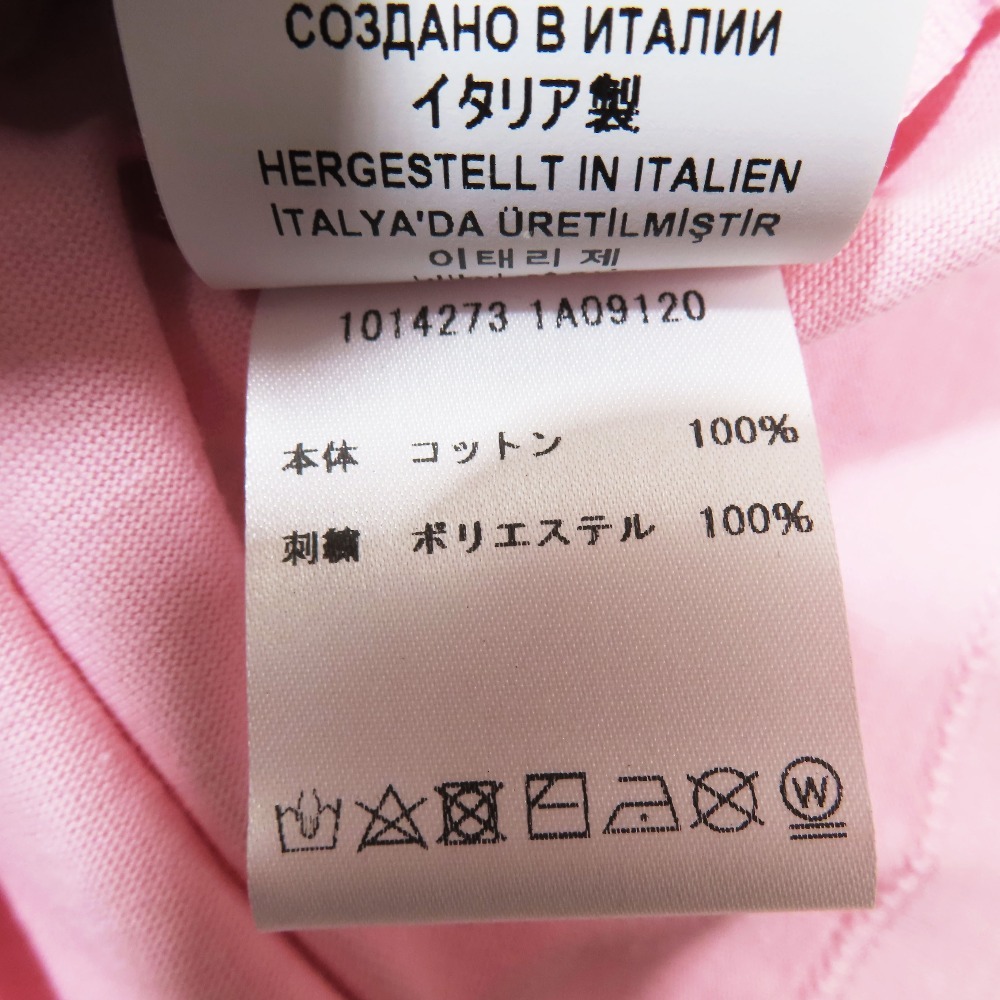 СОЗДАНО В ИТАЛИИ
イタリア製
HERGESTELLT IN ITALIEN
İTALYA'DA ÜRETİLMİŞTİR
이태리 제
1014273 1A09120
本体 コットン 100%
刺繍 ポリエステル 100%
W